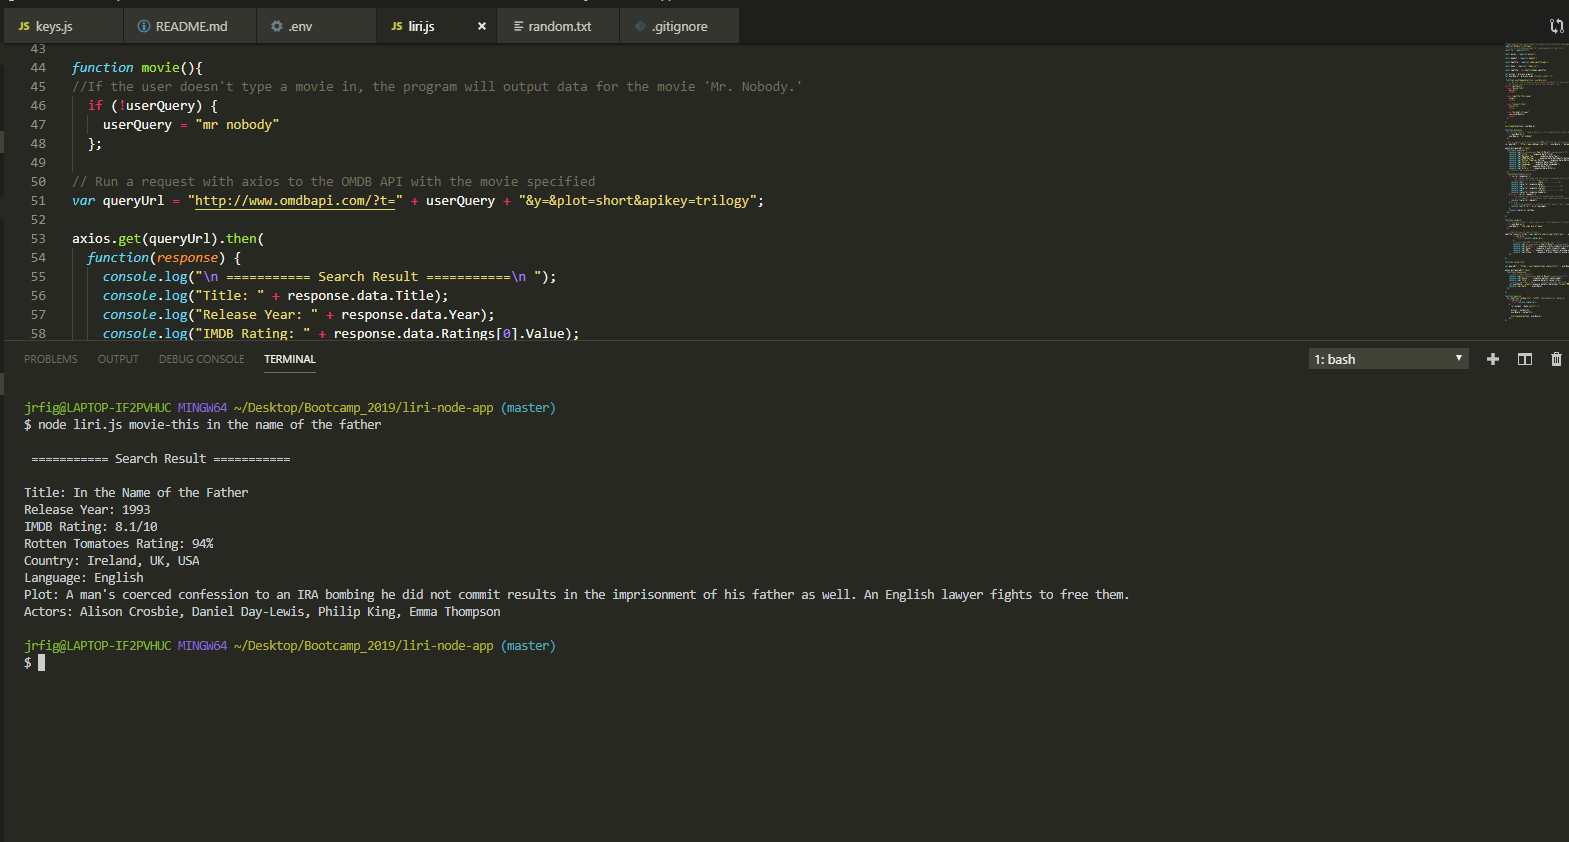 keys.js README.md .env liri.js random.txt .gitignore
43
44 function movie(){
45 //If the user doesn't type a movie in, the program will output data for the movie 'Mr. Nobody.'
46 if (!userQuery) {
47 userQuery = "mr nobody"
48 };
49
50 // Run a request with axios to the OMDB API with the movie specified
51 var queryUrl = "http://www.omdbapi.com/?t=" + userQuery + "&y=&plot=short&apikey=trilogy";
52
53 axios.get(queryUrl).then(
54 function(response) {
55 console.log("\n =========== Search Result ===========\n ");
56 console.log("Title: " + response.data.Title);
57 console.log("Release Year: " + response.data.Year);
58 console.log("IMDB Rating: " + response.data.Ratings[0].Value);
PROBLEMS OUTPUT DEBUG CONSOLE TERMINAL 1: bash
jrfig@LAPTOP-IF2PVHUC MINGW64 ~/Desktop/Bootcamp_2019/liri-node-app (master)
$ node liri.js movie-this in the name of the father
=========== Search Result ===========
Title: In the Name of the Father
Release Year: 1993
IMDB Rating: 8.1/10
Rotten Tomatoes Rating: 94%
Country: Ireland, UK, USA
Language: English
Plot: A man's coerced confession to an IRA bombing he did not commit results in the imprisonment of his father as well. An English lawyer fights to free them.
Actors: Alison Crosbie, Daniel Day-Lewis, Philip King, Emma Thompson
jrfig@LAPTOP-IF2PVHUC MINGW64 ~/Desktop/Bootcamp_2019/liri-node-app (master)
$